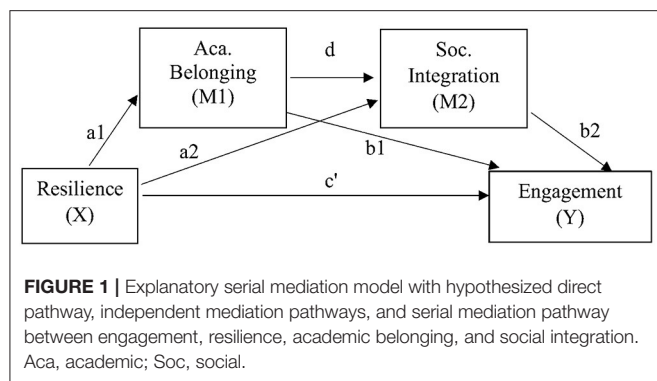 Aca.
Belonging
(M1)
d
Soc.
Integration
(M2)
a1
a2
b1
b2
Resilience
(X)
c'
Engagement
(Y)
FIGURE 1 | Explanatory serial mediation model with hypothesized direct
pathway, independent mediation pathways, and serial mediation pathway
between engagement, resilience, academic belonging, and social integration.
Aca, academic; Soc, social.